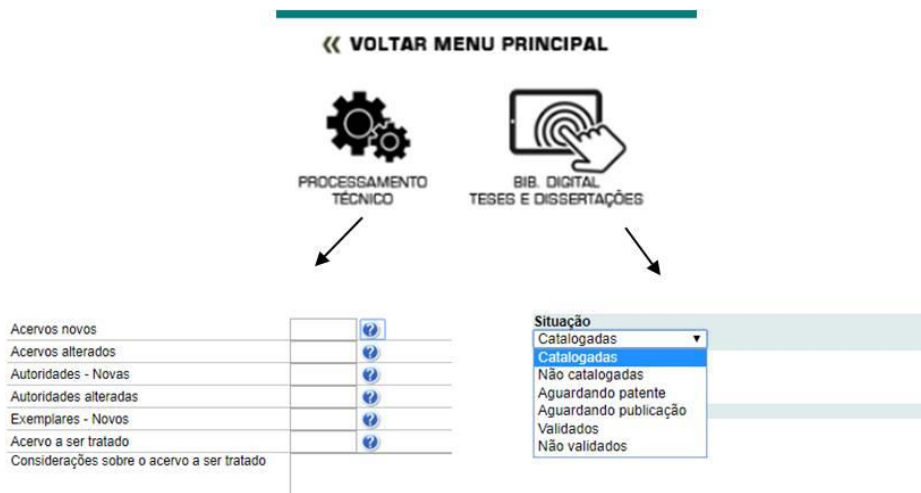 « VOLTAR MENU PRINCIPAL
PROCESSAMENTO
TÉCNICO
BIB. DIGITAL
TESES E DISSERTAÇÕES
Acervos novos
Acervos alterados
Autoridades - Novas
Autoridades alteradas
Exemplares - Novos
Acervo a ser tratado
Considerações sobre o acervo a ser tratado
Situação
Catalogadas
Catalogadas
Não catalogadas
Aguardando patente
Aguardando publicação
Validados
Não validados